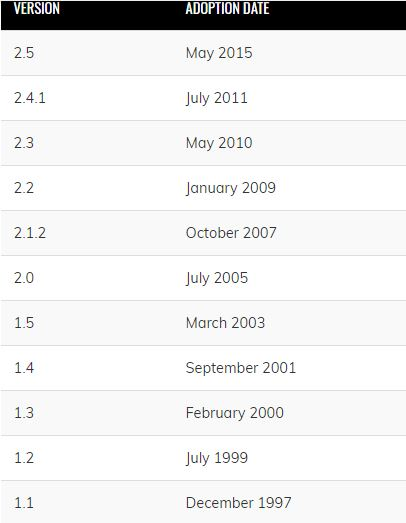 VERSION ADOPTION DATE
2.5 May 2015
2.4.1 July 2011
2.3 May 2010
2.2 January 2009
2.1.2 October 2007
2.0 July 2005
1.5 March 2003
1.4 September 2001
1.3 February 2000
1.2 July 1999
1.1 December 1997